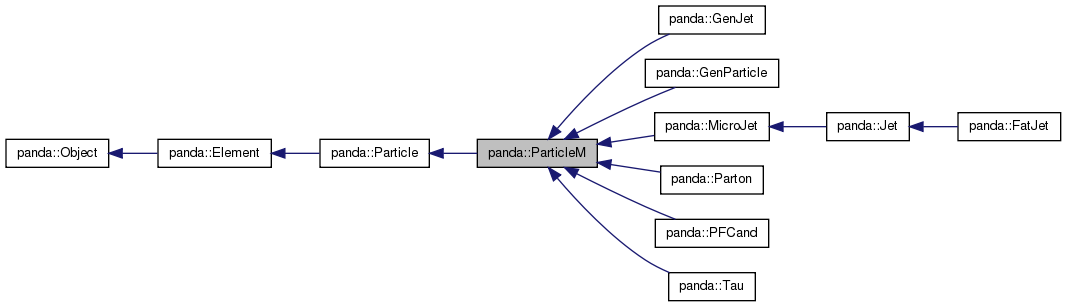 panda::GenJet
panda::GenParticle
panda::MicroJet
panda::Jet
panda::FatJet
panda::Object
panda::Element
panda::Particle
panda::ParticleM
panda::Parton
panda::PFCand
panda::Tau